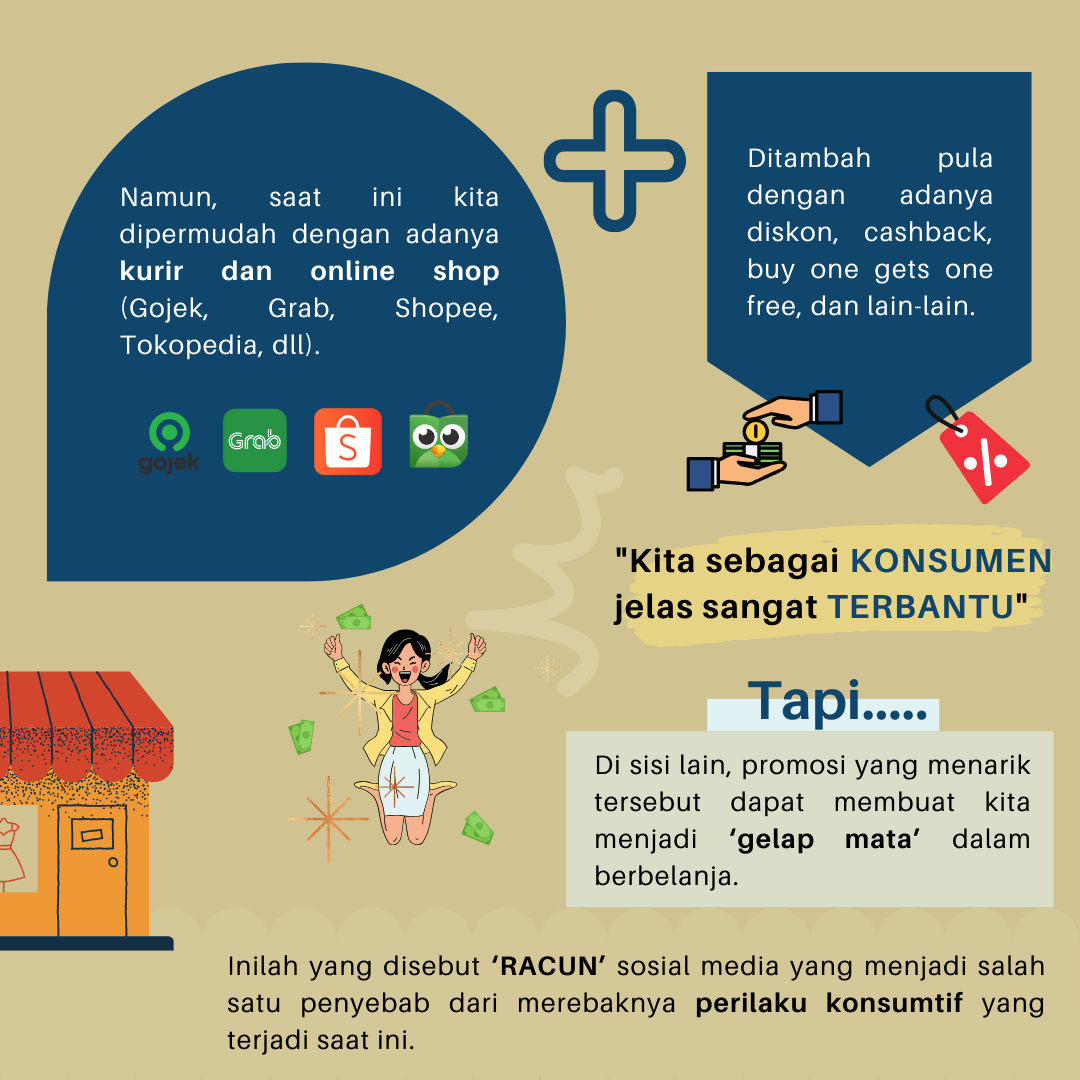 Namun, saat ini kita
dipermudah dengan adanya
kurir dan online shop
(Gojek, Grab, Shopee,
Tokopedia, dll).
gojek
Grab
S
Ditambah pula
dengan adanya
diskon, cashback,
buy one gets one
free, dan lain-lain.
%
"Kita sebagai KONSUMEN
jelas sangat TERBANTU"
Tapi.....
Di sisi lain, promosi yang menarik
tersebut dapat membuat kita
menjadi ‘gelap mata’ dalam
berbelanja.
Inilah yang disebut ‘RACUN’ sosial media yang menjadi salah
satu penyebab dari merebaknya perilaku konsumtif yang
terjadi saat ini.